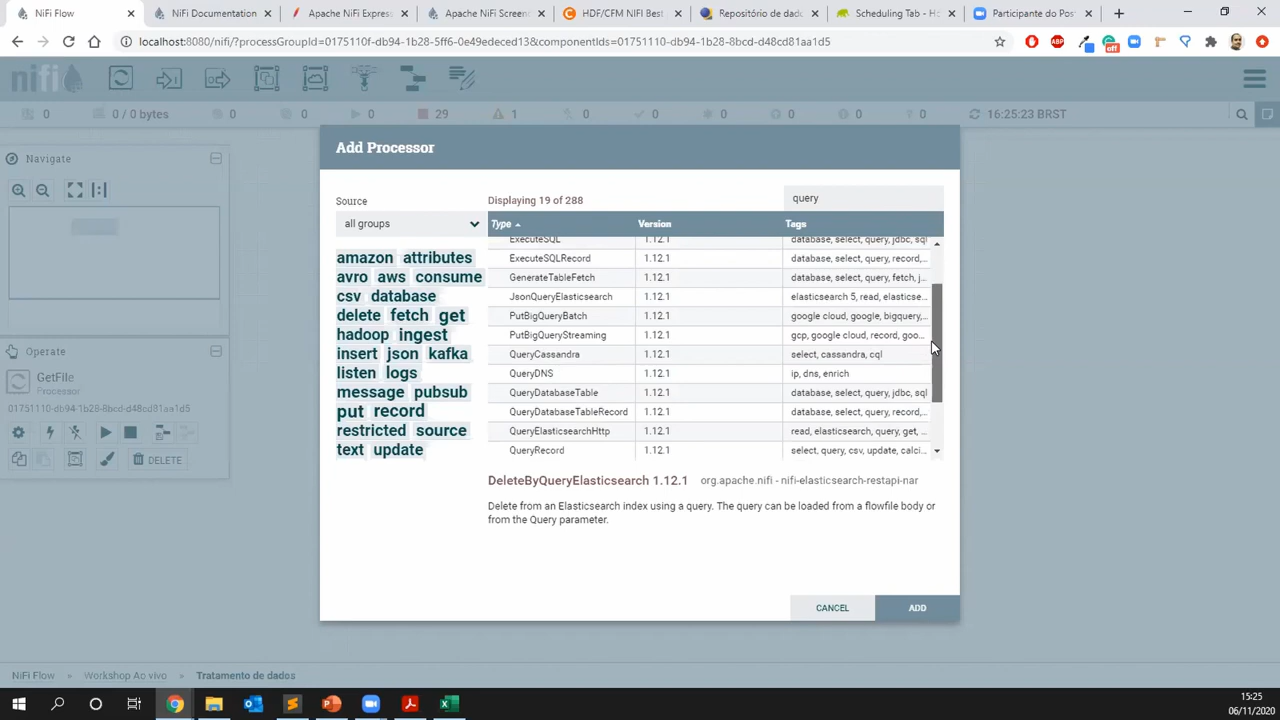 NiFi Flow
NiFi Documentation
Apache NiFi Expres
Apache NiFi Screen
HDF/CFM NIFI Best
Repositório de dado
Scheduling Tab - H
Participante do Post
localhost:8080/nifi/?processGroupId=0175110f-db94-1b28-5ff6-0e49edeced13&componentIds=01751110-db94-1b28-8bcd-d48cd81aa1d5
ABP
off
nifi
0
0 / 0 bytes
0
0
0
29
1
0
0
0
0
0
0
16:25:23 BRST
Navigate
Operate
GetFile
Processor
01751110-db94-1b28-8bcd-d48cd81aa1d5
DELETE
Add Processor
Source
all groups
amazon attributes
avro aws consume
csv database
delete fetch get
hadoop ingest
insert json kafka
listen logs
message pubsub
put record
restricted source
text update
Displaying 19 of 288
query
Type Version Tags
ExecuteSQL 1.12.1 database, select, query, jdbc, sql
ExecuteSQLRecord 1.12.1 database, select, query, record,...
GenerateTableFetch 1.12.1 database, select, query, fetch, j...
JsonQueryElasticsearch 1.12.1 elasticsearch 5, read, elasticse...
PutBigQueryBatch 1.12.1 google cloud, google, bigquery,...
PutBigQueryStreaming 1.12.1 gcp, google cloud, record, goo...
QueryCassandra 1.12.1 select, cassandra, cql
QueryDNS 1.12.1 ip, dns, enrich
QueryDatabaseTable 1.12.1 database, select, query, jdbc, sql
QueryDatabaseTableRecord 1.12.1 database, select, query, record,...
QueryElasticsearchHttp 1.12.1 read, elasticsearch, query, get, ...
QueryRecord 1.12.1 select, query, csv, update, calci...
DeleteByQueryElasticsearch 1.12.1 org.apache.nifi - nifi-elasticsearch-restapi-nar
Delete from an Elasticsearch index using a query. The query can be loaded from a flowfile body or
from the Query parameter.
CANCEL
ADD
NiFi Flow » Workshop Ao vivo » Tratamento de dados
15:25
06/11/2020